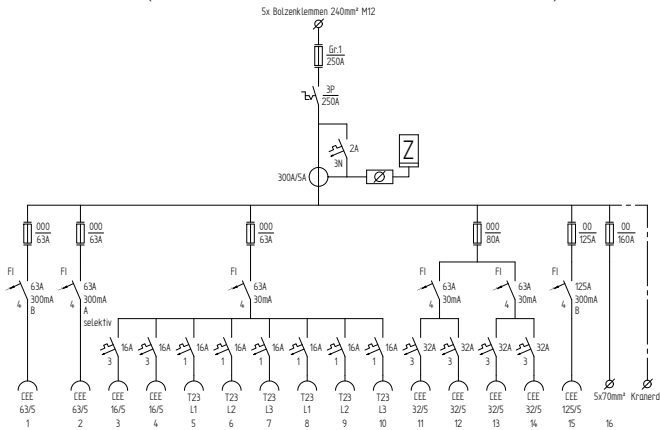 5x Bolzenklemmen 240mm² M12
Gr.1
250A
3P
250A
2A
3N
Z
300A/5A
000
63A
000
63A
000
63A
000
80A
00
125A
00
160A
FI
63A
300mA
B
4
FI
63A
300mA
A
selektiv
4
FI
63A
30mA
4
FI
63A
30mA
4
FI
63A
30mA
4
FI
125A
300mA
B
4
16A
3
16A
3
16A
1
16A
1
16A
1
16A
1
16A
1
16A
1
32A
3
32A
3
32A
3
32A
3
CEE CEE CEE CEE T23 T23 T23 T23 T23 T23 CEE CEE CEE CEE CEE 5x70mm² Kranerd
63/5 63/5 16/5 16/5 L1 L2 L3 L1 L2 L3 32/5 32/5 32/5 32/5 125/5
1 2 3 4 5 6 7 8 9 10 11 12 13 14 15 16